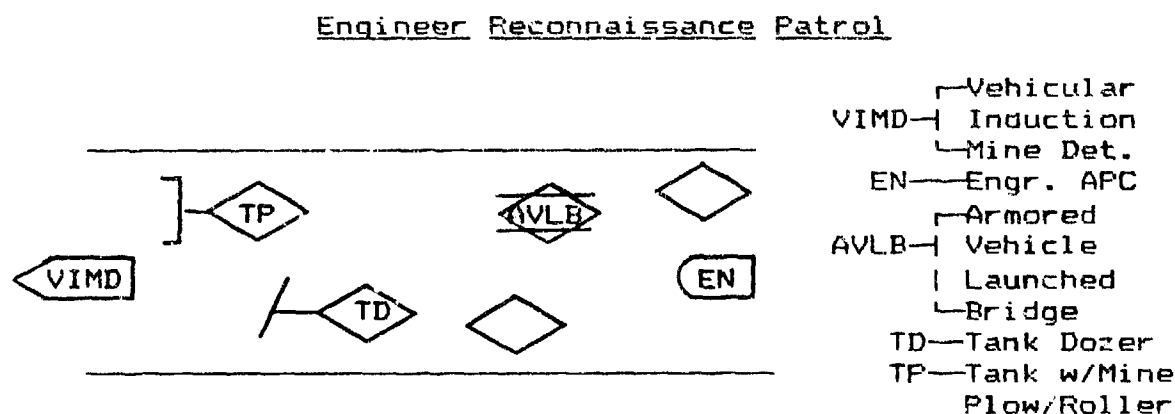 Engineer Reconnaissance Patrol
Vehicular
VIMD Induction
Mine Det.
EN Engr. APC
Armored
AVLB Vehicle
Launched
Bridge
TD Tank Dozer
TP Tank w/Mine
Plow/Roller
TP
AVLB
VIMD
EN
TD